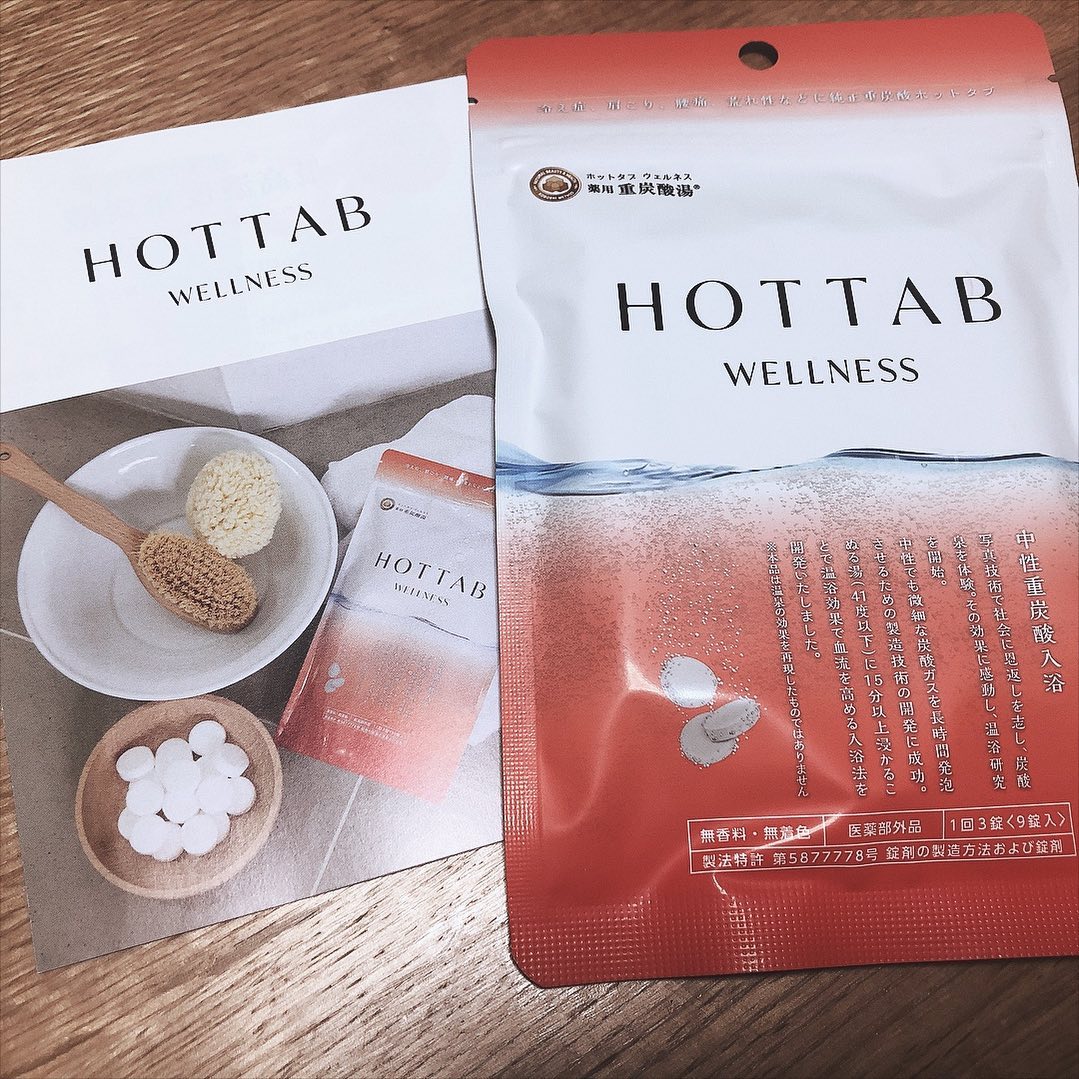 HOTTAB
WELLNESS
HOTTAB
WELLNESS
冷え症、肩こり、腰痛、荒れ性などに純正重炭酸ホットタブ
ホットタブ ウェルネス
薬用 重炭酸湯®
HOTTAB
WELLNESS
中性重炭酸入浴
写真技術で社会に恩返しを志し、炭酸
泉を体験。その効果に感動し、温浴研究
を開始。
中性でも微細な炭酸ガスを長時間発泡
させるための製造技術の開発に成功。
ぬる湯(41度以下)に15分以上浸かるこ
とで温浴効果で血流を高める入浴法を
開発いたしました。
※本品は温泉の効果を再現したものではありません
無香料・無着色
医薬部外品
1回3錠〈9錠入〉
製法特許 第5877778号 錠剤の製造方法および錠剤